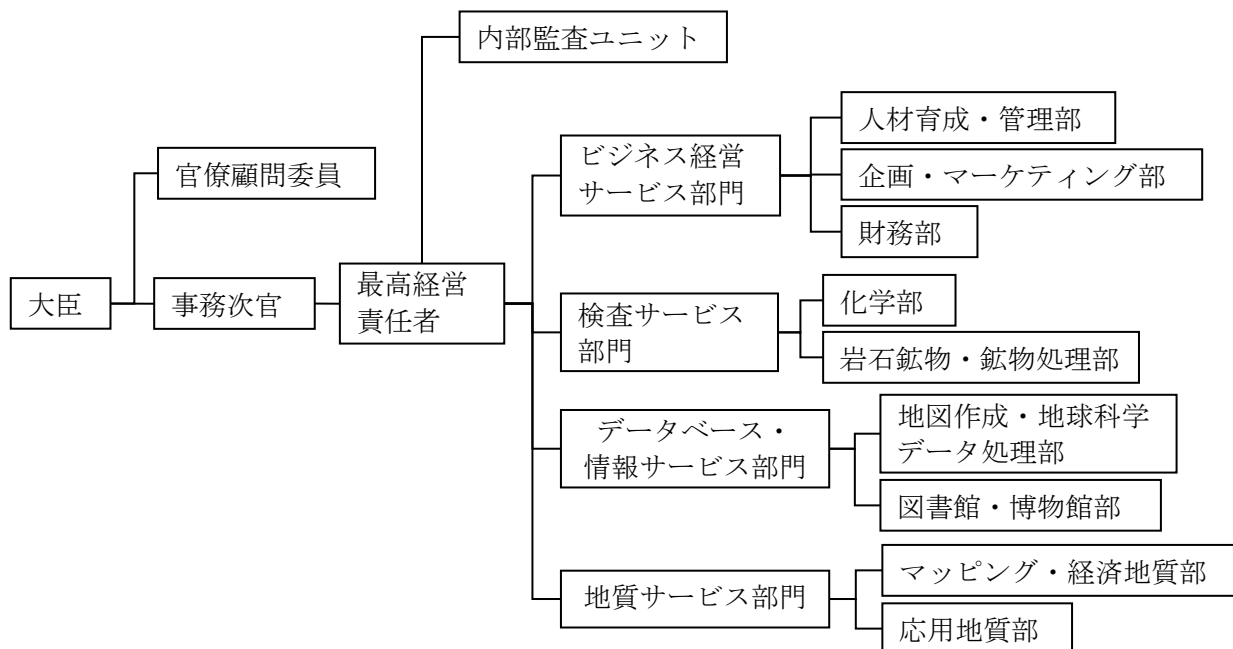 内部監査ユニット
人材育成・管理部
ビジネス経営
サービス部門
企画・マーケティング部
官僚顧問委員
財務部
大臣
事務次官
最高経営
責任者
検査サービス
部門
化学部
岩石鉱物・鉱物処理部
データベース・
情報サービス部門
地図作成・地球科学
データ処理部
図書館・博物館部
地質サービス部門
マッピング・経済地質部
応用地質部